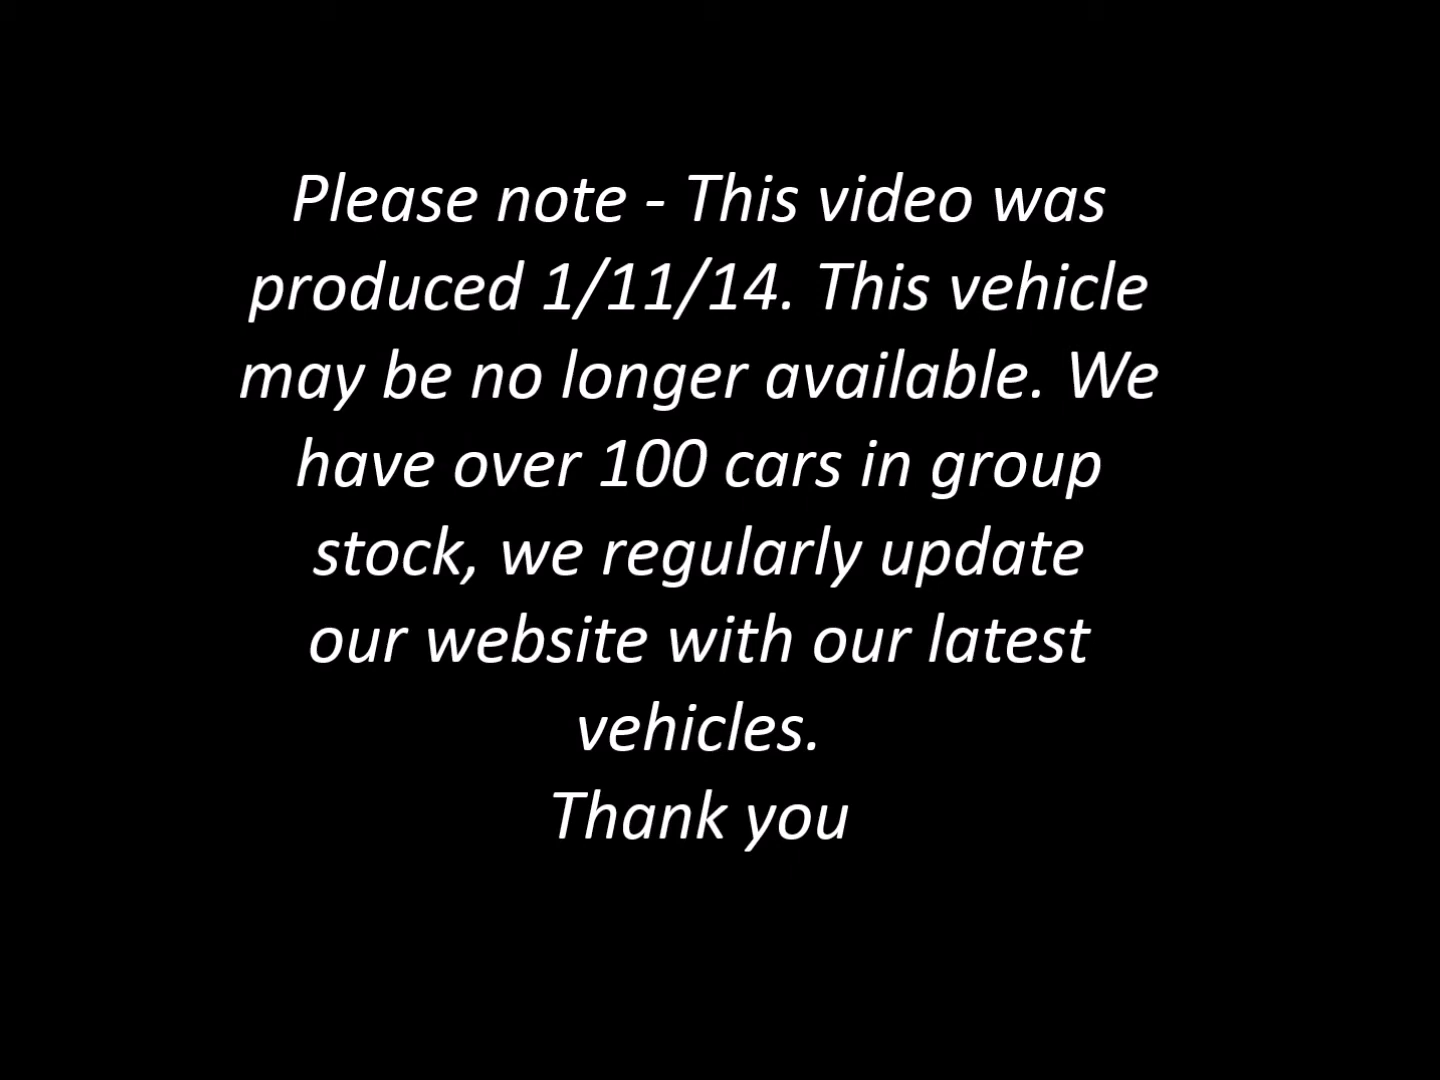 Please note - This video was
produced 1/11/14. This vehicle
may be no longer available. We
have over 100 cars in group
stock, we regularly update
our website with our latest
vehicles.
Thank you